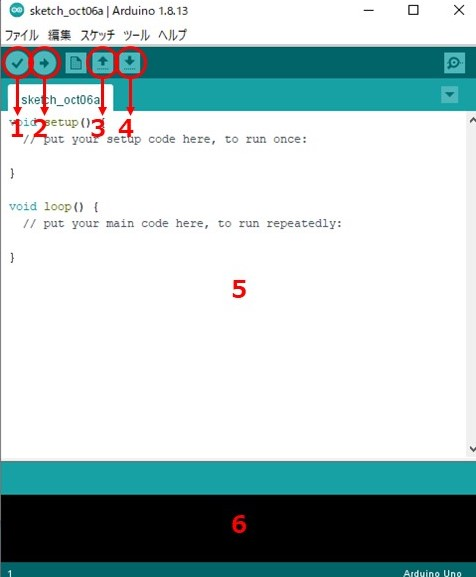 sketch_oct06a | Arduino 1.8.13
ファイル 編集 スケッチ ツール ヘルプ
sketch_oct06a
1 2 3 4
void setup() {
// put your setup code here, to run once:
}
void loop() {
// put your main code here, to run repeatedly:
}
5
6
1 Arduino Uno